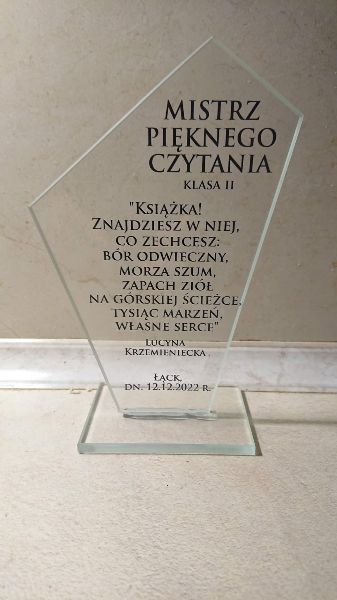 MISTRZ
PIĘKNEGO
CZYTANIA
KLASA II
"KSIĄŻKA!
ZNAJDZIESZ W NIEJ,
CO ZECHCESZ:
BÓR ODWIECZNY,
MORZA SZUM,
ZAPACH ZIÓŁ
NA GÓRSKIEJ ŚCIEŻCE,
TYSIĄC MARZEŃ,
WŁASNE SERCE"
LUCYNA
KRZEMIENIECKA
ŁĄCK,
DN. 12.12.2022 R.